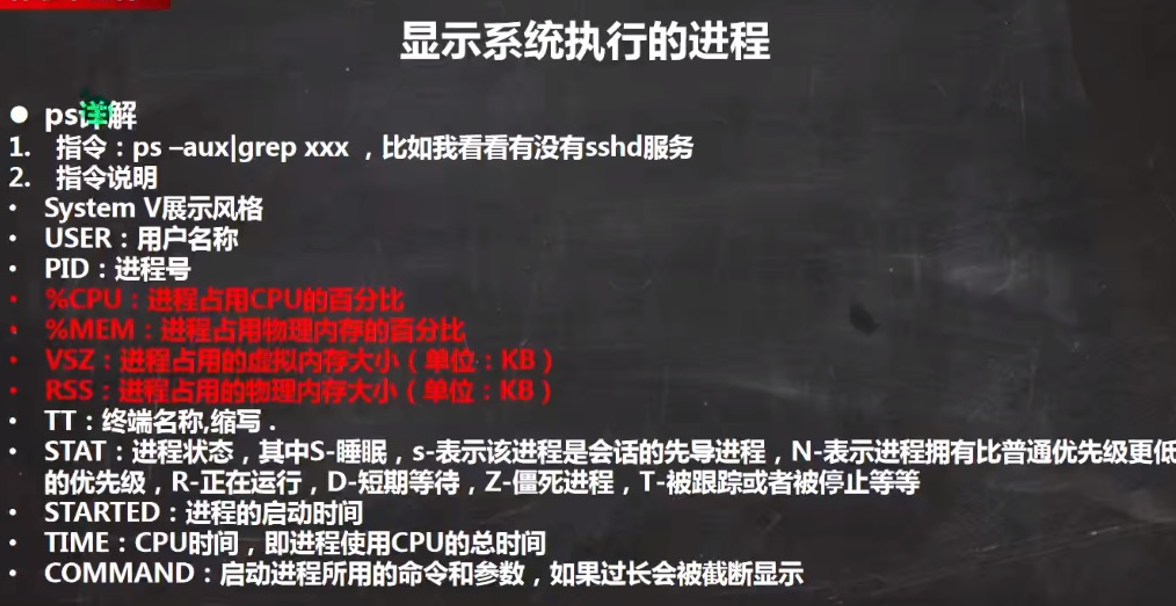 显示系统执行的进程
● ps详解
1. 指令：ps –aux|grep xxx ，比如我看看有没有sshd服务
2. 指令说明
• System V展示风格
• USER：用户名称
• PID：进程号
• %CPU：进程占用CPU的百分比
• %MEM：进程占用物理内存的百分比
• VSZ：进程占用的虚拟内存大小（单位：KB）
• RSS：进程占用的物理内存大小（单位：KB）
• TT：终端名称,缩写 .
• STAT：进程状态，其中S-睡眠，s-表示该进程是会话的先导进程，N-表示进程拥有比普通优先级更低
的优先级，R-正在运行，D-短期等待，Z-僵死进程，T-被跟踪或者被停止等等
• STARTED：进程的启动时间
• TIME：CPU时间，即进程使用CPU的总时间
• COMMAND：启动进程所用的命令和参数，如果过长会被截断显示